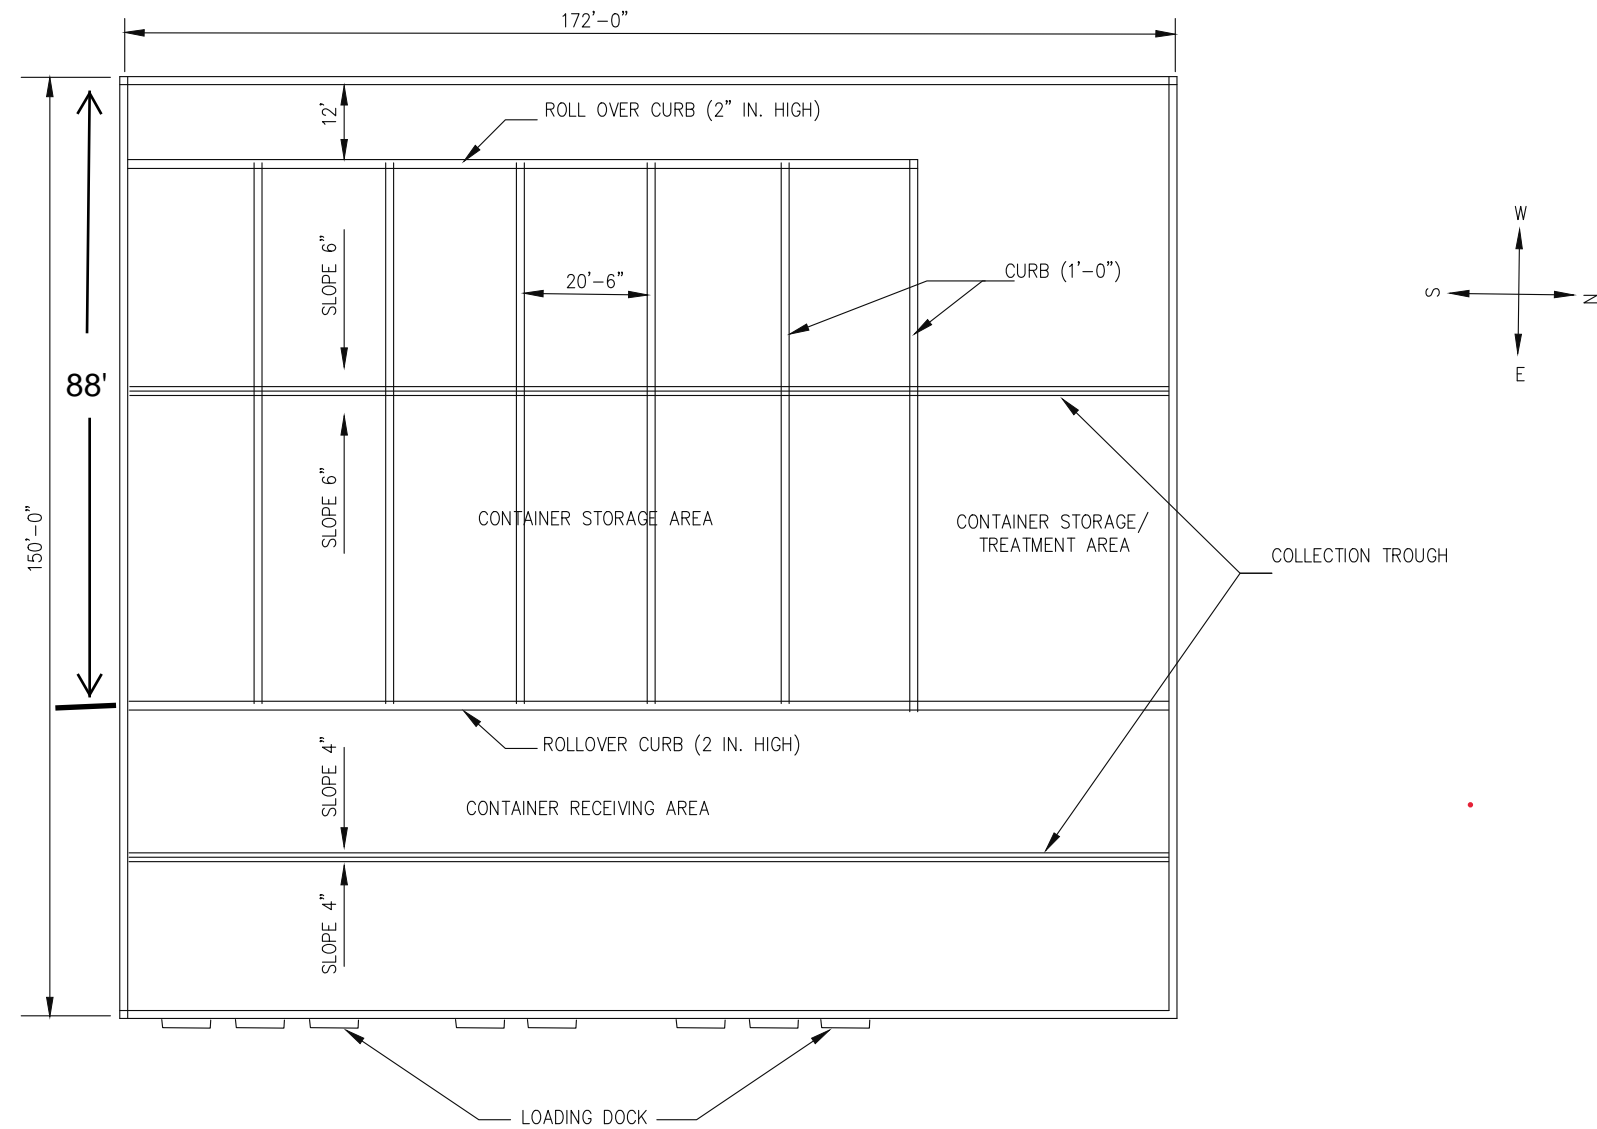 172’-0”
12’
ROLL OVER CURB (2” IN. HIGH)
W
S
N
E
SLOPE 6”
20’-6”
CURB (1’-0”)
88'
SLOPE 6”
150’-0”
CONTAINER STORAGE AREA
CONTAINER STORAGE/
TREATMENT AREA
COLLECTION TROUGH
ROLLOVER CURB (2 IN. HIGH)
SLOPE 4”
CONTAINER RECEIVING AREA
SLOPE 4”
LOADING DOCK